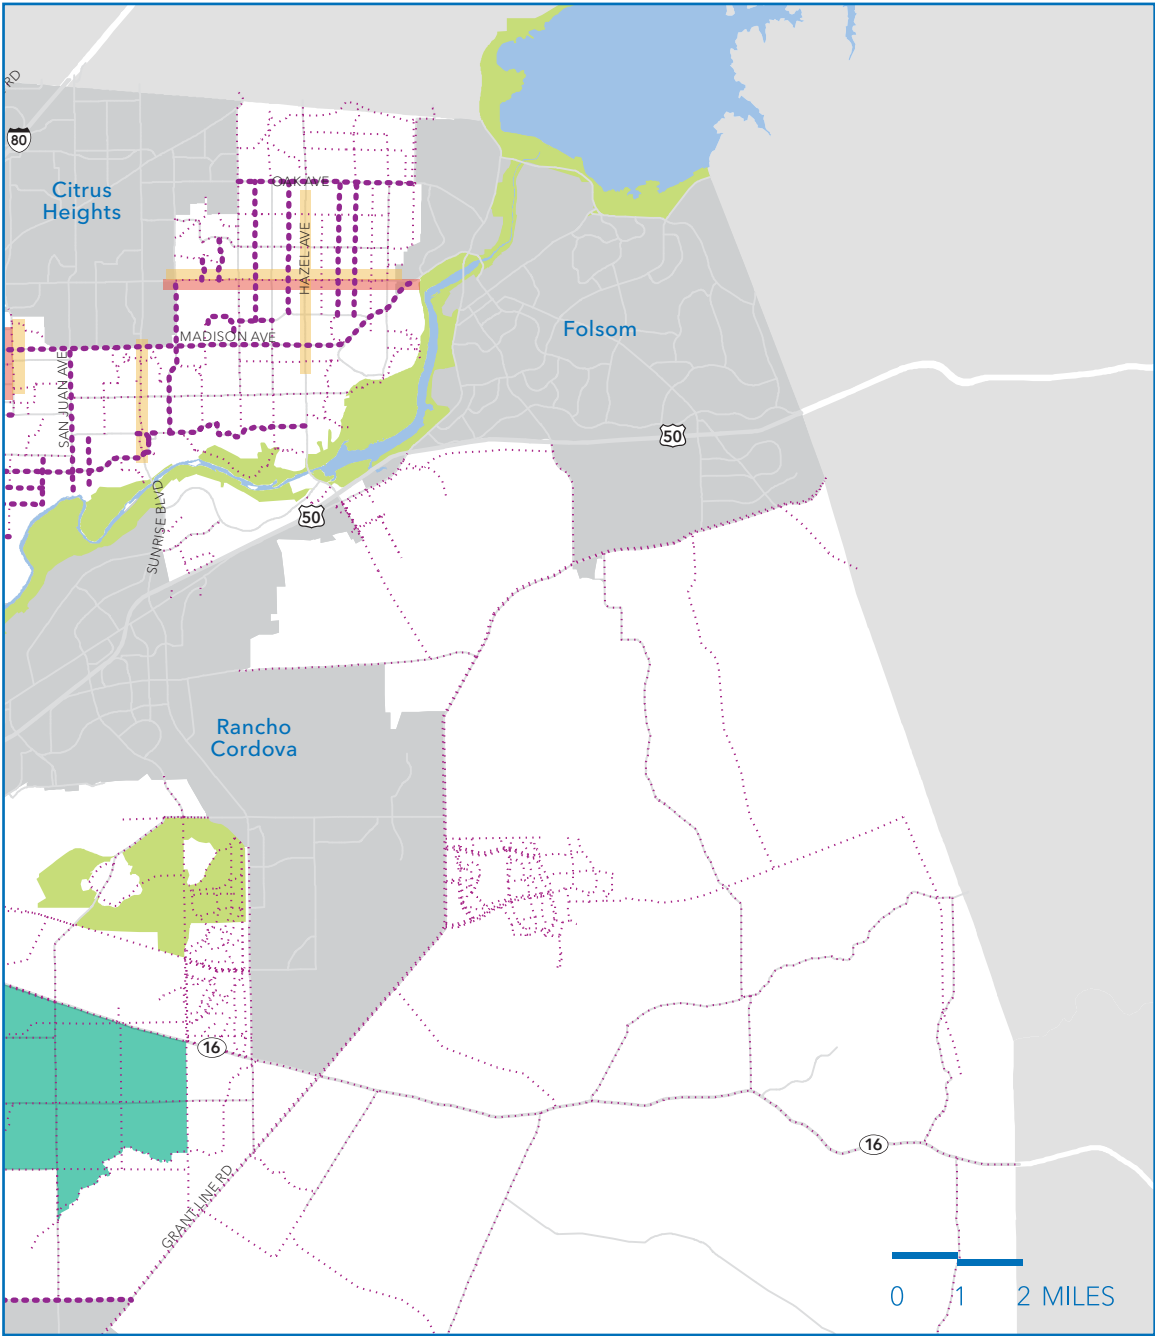 RD
80
Citrus
Heights
OAK AVE
HAZEL AVE
Folsom
MADISON AVE
SAN JUAN AVE
50
50
SUNRISE BLVD
Rancho
Cordova
16
16
GRANT LINE RD
0 1 2 MILES